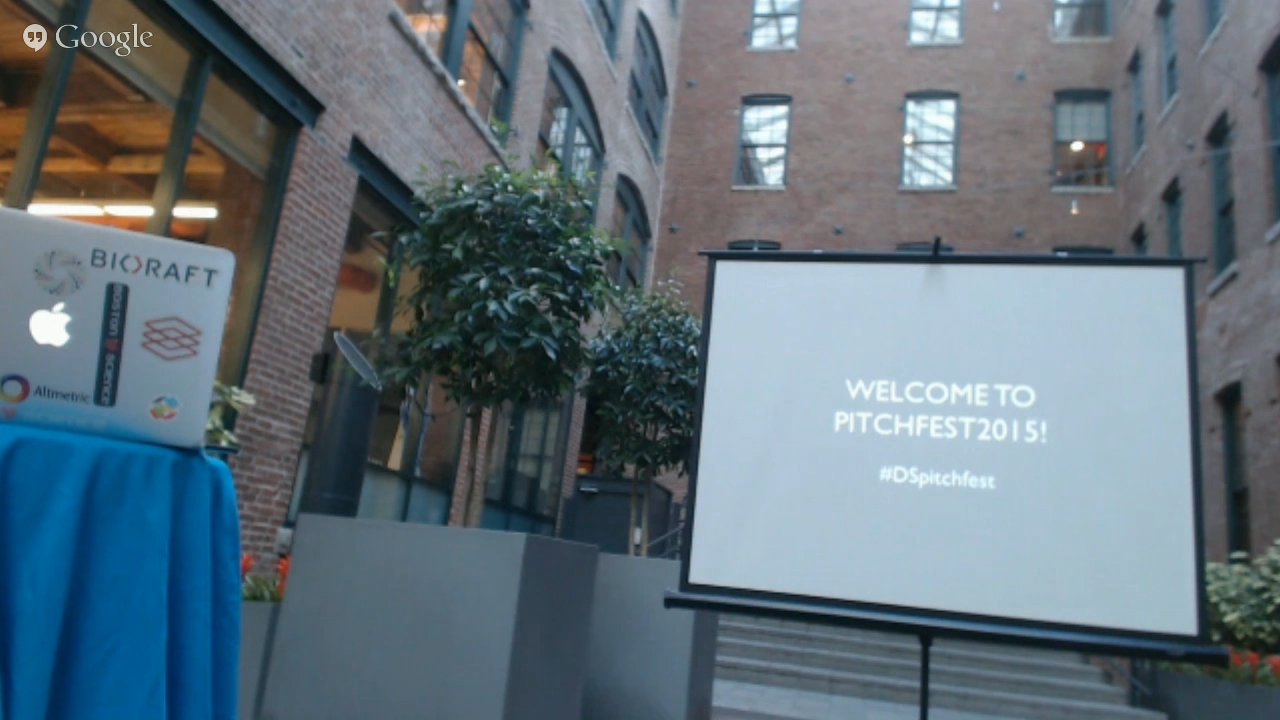 Google
BIORAFT
Altmetric
WELCOME TO
PITCHFEST2015!
#DSpitchfest